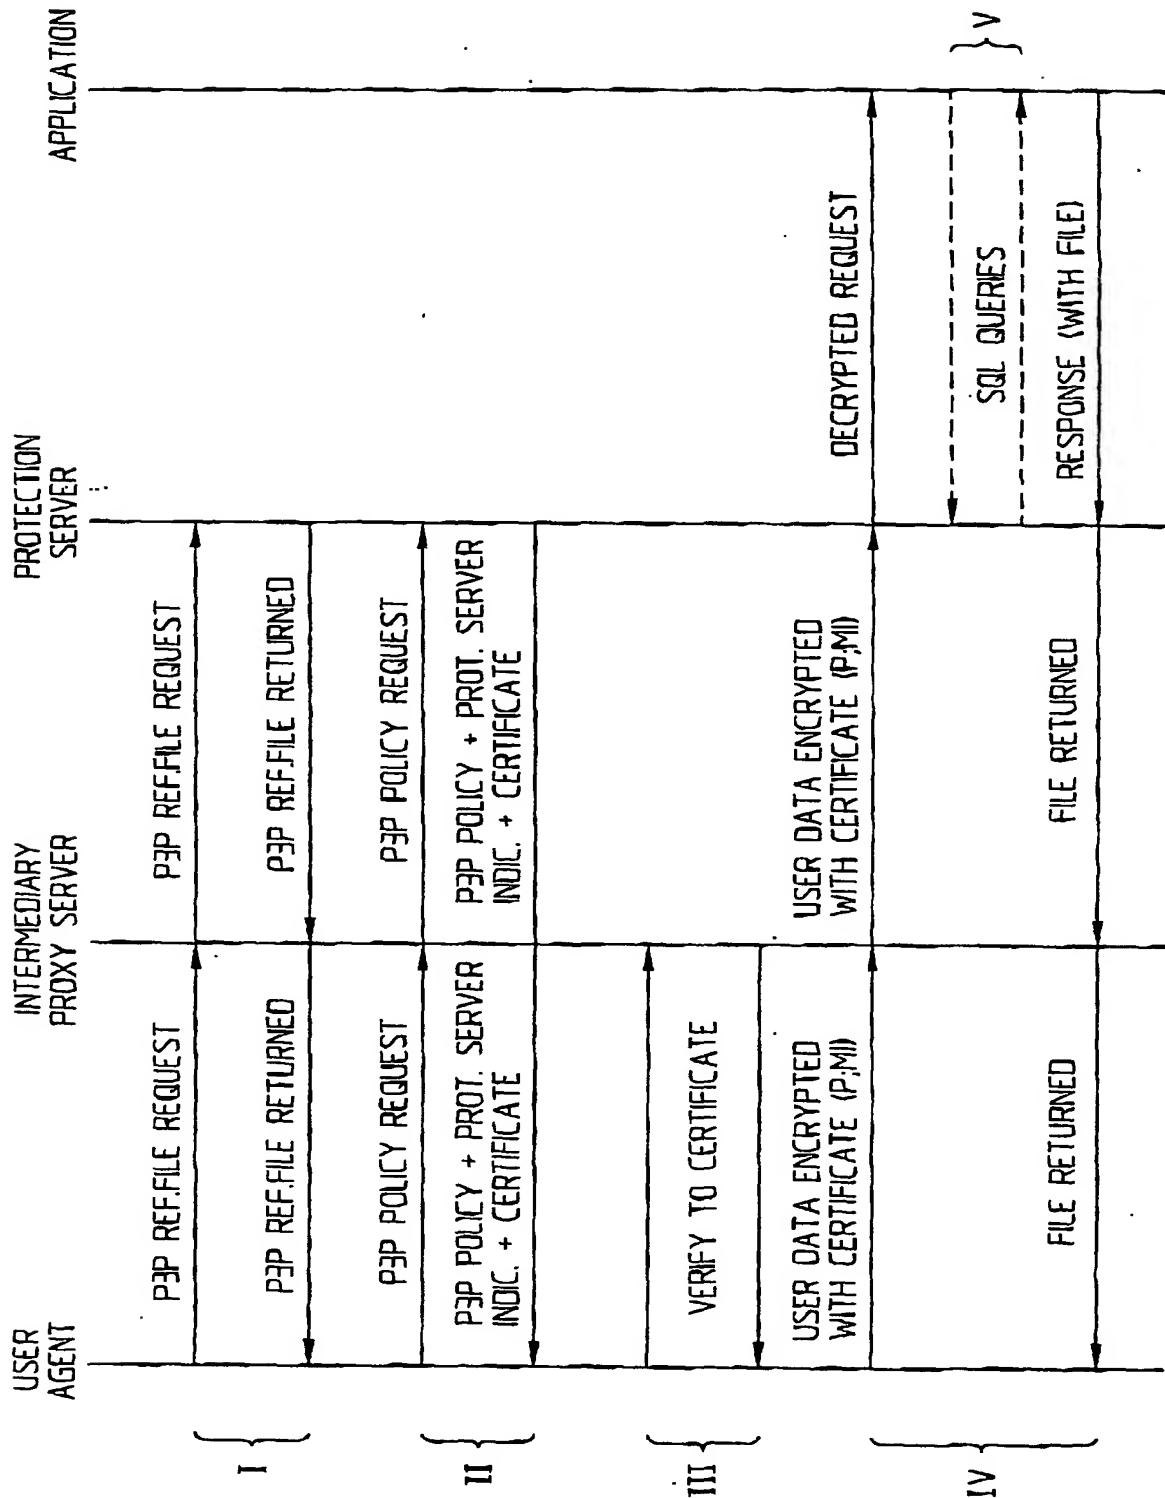 USER
AGENT
INTERMEDIARY
PROXY SERVER
PROTECTION
SERVER
APPLICATION
I
P3P REF.FILE REQUEST
P3P REF.FILE REQUEST
P3P REF.FILE RETURNED
P3P REF.FILE RETURNED
II
P3P POLICY REQUEST
P3P POLICY REQUEST
P3P POLICY + PROT. SERVER
INDIC. + CERTIFICATE
P3P POLICY + PROT. SERVER
INDIC. + CERTIFICATE
III
VERIFY TO CERTIFICATE
IV
USER DATA ENCRYPTED
WITH CERTIFICATE (P;MI)
USER DATA ENCRYPTED
WITH CERTIFICATE (P;MI)
DECRYPTED REQUEST
SQL QUERIES
V
RESPONSE (WITH FILE)
FILE RETURNED
FILE RETURNED